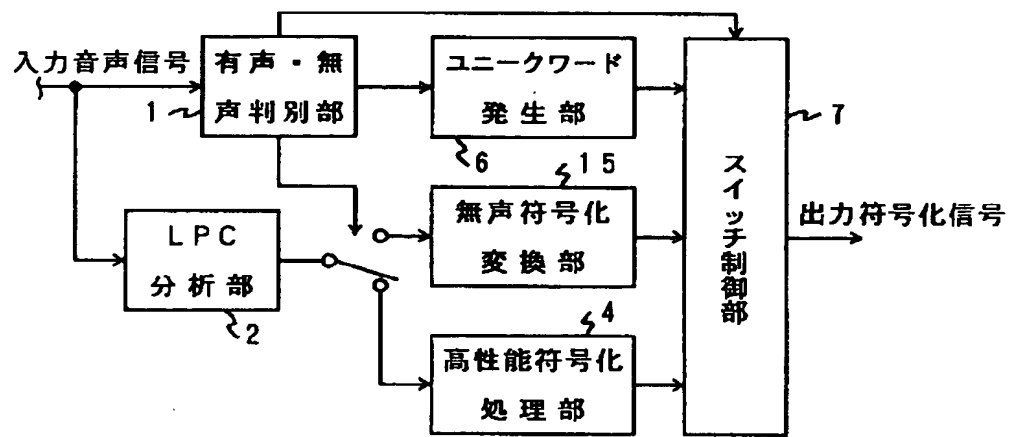 入力音声信号
有声・無
声判別部
1
ユニークワード
発生部
6
7
15
無声符号化
変換部
LPC
分析部
2
4
高性能符号化
処理部
スイッチ制御部
出力符号化信号